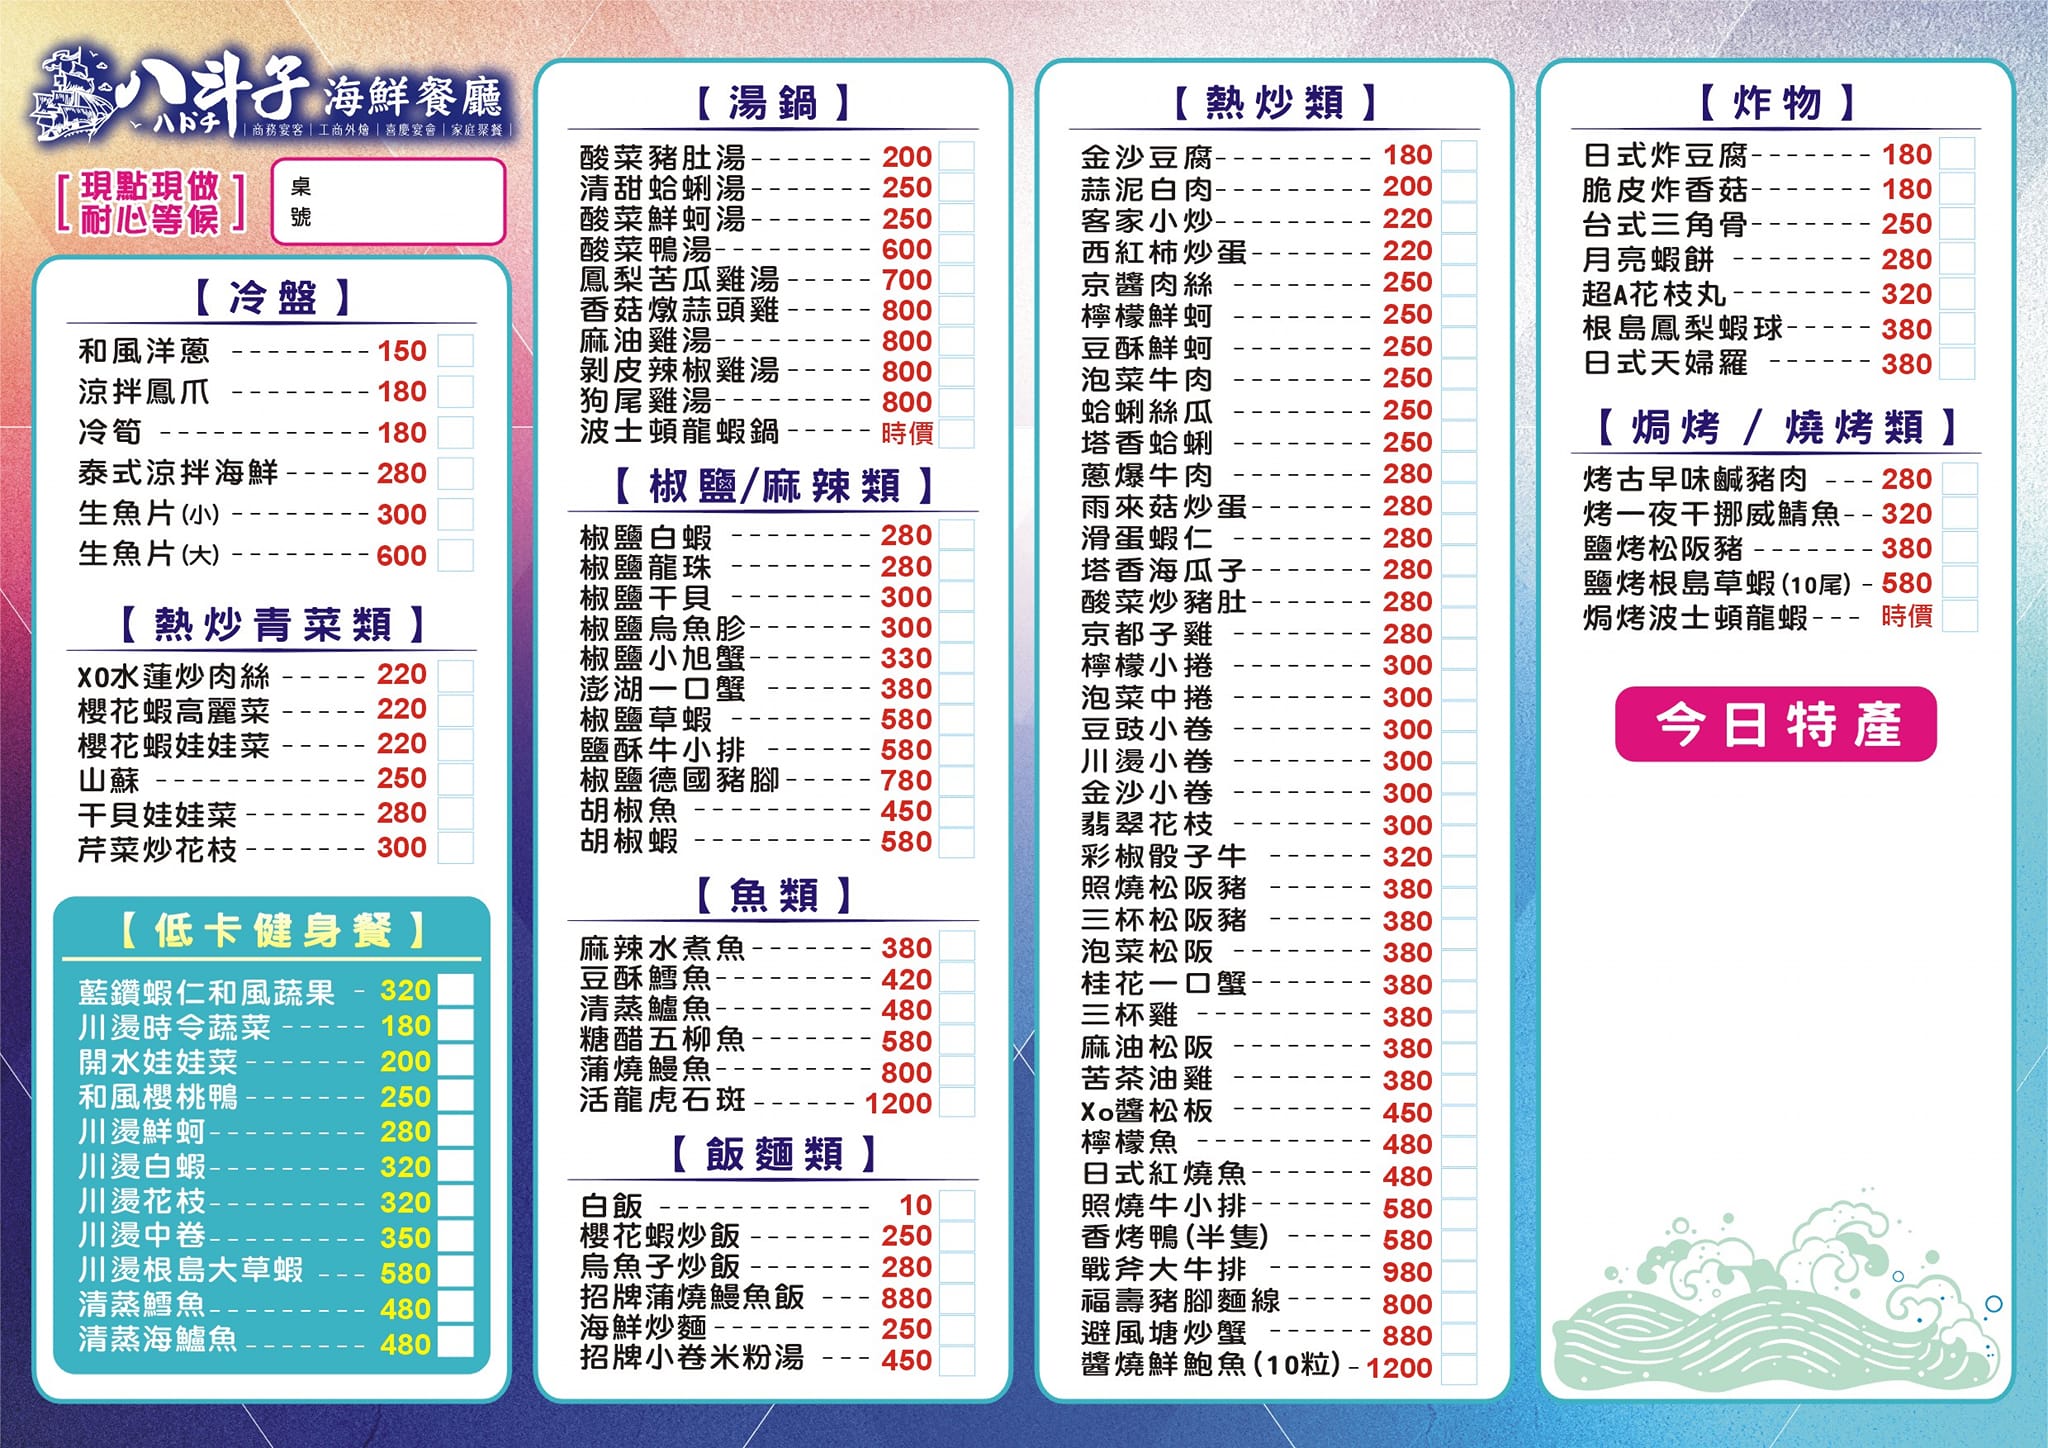 八斗子 海鮮餐廳
ハドチ
商務宴客｜工商外燴｜喜慶宴會｜家庭聚餐
[現點現做
耐心等候]
桌號
【冷盤】
和風洋蔥 -------- 150
涼拌鳳爪 -------- 180
冷筍 ------------ 180
泰式涼拌海鮮 ----- 280
生魚片(小) -------- 300
生魚片(大) -------- 600
【熱炒青菜類】
XO水蓮炒肉絲 ----- 220
櫻花蝦高麗菜 ----- 220
櫻花蝦娃娃菜 ----- 220
山蘇 ------------ 250
干貝娃娃菜 ------- 280
芹菜炒花枝 ------- 300
【低卡健身餐】
藍鑽蝦仁和風蔬果 - 320
川燙時令蔬菜 ----- 180
開水娃娃菜 ------- 200
和風櫻桃鴨 ------- 250
川燙鮮蚵 --------- 280
川燙白蝦 --------- 320
川燙花枝 --------- 320
川燙中卷 --------- 350
川燙根島大草蝦 --- 580
清蒸鱈魚 --------- 480
清蒸海鱸魚 ------- 480
【湯鍋】
酸菜豬肚湯 ------- 200
清甜蛤蜊湯 ------- 250
酸菜鮮蚵湯 ------- 250
酸菜鴨湯 --------- 600
鳳梨苦瓜雞湯 ----- 700
香菇燉蒜頭雞 ----- 800
麻油雞湯 --------- 800
剝皮辣椒雞湯 ----- 800
狗尾雞湯 --------- 800
波士頓龍蝦鍋 ----- 時價
【椒鹽/麻辣類】
椒鹽白蝦 -------- 280
椒鹽龍珠 -------- 280
椒鹽干貝 -------- 300
椒鹽烏魚胗 ------- 300
椒鹽小旭蟹 ------- 330
澎湖一口蟹 ------ 380
椒鹽草蝦 -------- 580
鹽酥牛小排 ------ 580
椒鹽德國豬腳 ----- 780
胡椒魚 ---------- 450
胡椒蝦 ---------- 580
【魚類】
麻辣水煮魚 ------- 380
豆酥鱈魚 --------- 420
清蒸鱸魚 --------- 480
糖醋五柳魚 ------- 580
蒲燒鰻魚 --------- 800
活龍虎石斑 ------ 1200
【飯麵類】
白飯 ------------ 10
櫻花蝦炒飯 ------- 250
烏魚子炒飯 ------- 280
招牌蒲燒鰻魚飯 --- 880
海鮮炒麵 --------- 250
招牌小卷米粉湯 --- 450
【熱炒類】
金沙豆腐 --------- 180
蒜泥白肉 --------- 200
客家小炒 --------- 220
西紅柿炒蛋 ------- 220
京醬肉絲 -------- 250
檸檬鮮蚵 -------- 250
豆酥鮮蚵 -------- 250
泡菜牛肉 -------- 250
蛤蜊絲瓜 -------- 250
塔香蛤蜊 -------- 250
蔥爆牛肉 -------- 280
雨來菇炒蛋 ------- 280
滑蛋蝦仁 -------- 280
塔香海瓜子 ------- 280
酸菜炒豬肚 ------- 280
京都子雞 -------- 280
檸檬小捲 -------- 300
泡菜中捲 -------- 300
豆豉小卷 -------- 300
川燙小卷 -------- 300
金沙小卷 -------- 300
翡翠花枝 -------- 300
彩椒骰子牛 ------ 320
照燒松阪豬 ------ 380
三杯松阪豬 ------ 380
泡菜松阪 -------- 380
桂花一口蟹 ------- 380
三杯雞 ---------- 380
麻油松阪 -------- 380
苦茶油雞 -------- 380
Xo醬松板 -------- 450
檸檬魚 ---------- 480
日式紅燒魚 ------- 480
照燒牛小排 ------- 580
香烤鴨(半隻) ----- 580
戰斧大牛排 ------ 980
福壽豬腳麵線 ----- 800
避風塘炒蟹 ------ 880
醬燒鮮鮑魚(10粒) - 1200
【炸物】
日式炸豆腐 ------- 180
脆皮炸香菇 ------- 180
台式三角骨 ------- 250
月亮蝦餅 -------- 280
超A花枝丸 -------- 320
根島鳳梨蝦球 ----- 380
日式天婦羅 ------ 380
【焗烤 / 燒烤類】
烤古早味鹹豬肉 --- 280
烤一夜干挪威鯖魚 -- 320
鹽烤松阪豬 ------- 380
鹽烤根島草蝦(10尾) - 580
焗烤波士頓龍蝦 --- 時價
今日特產